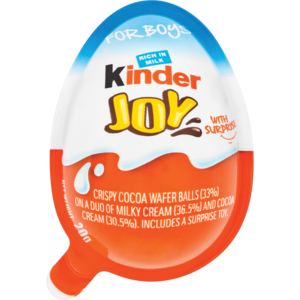 FOR BOYS
RICH IN
MILK
Kinder
JOY
WITH
SURPRISE
CRISPY COCOA WAFER BALLS (33%)
ON A DUO OF MILKY CREAM (36.5%) AND COCOA
CREAM (30.5%). INCLUDES A SURPRISE TOY.
20g